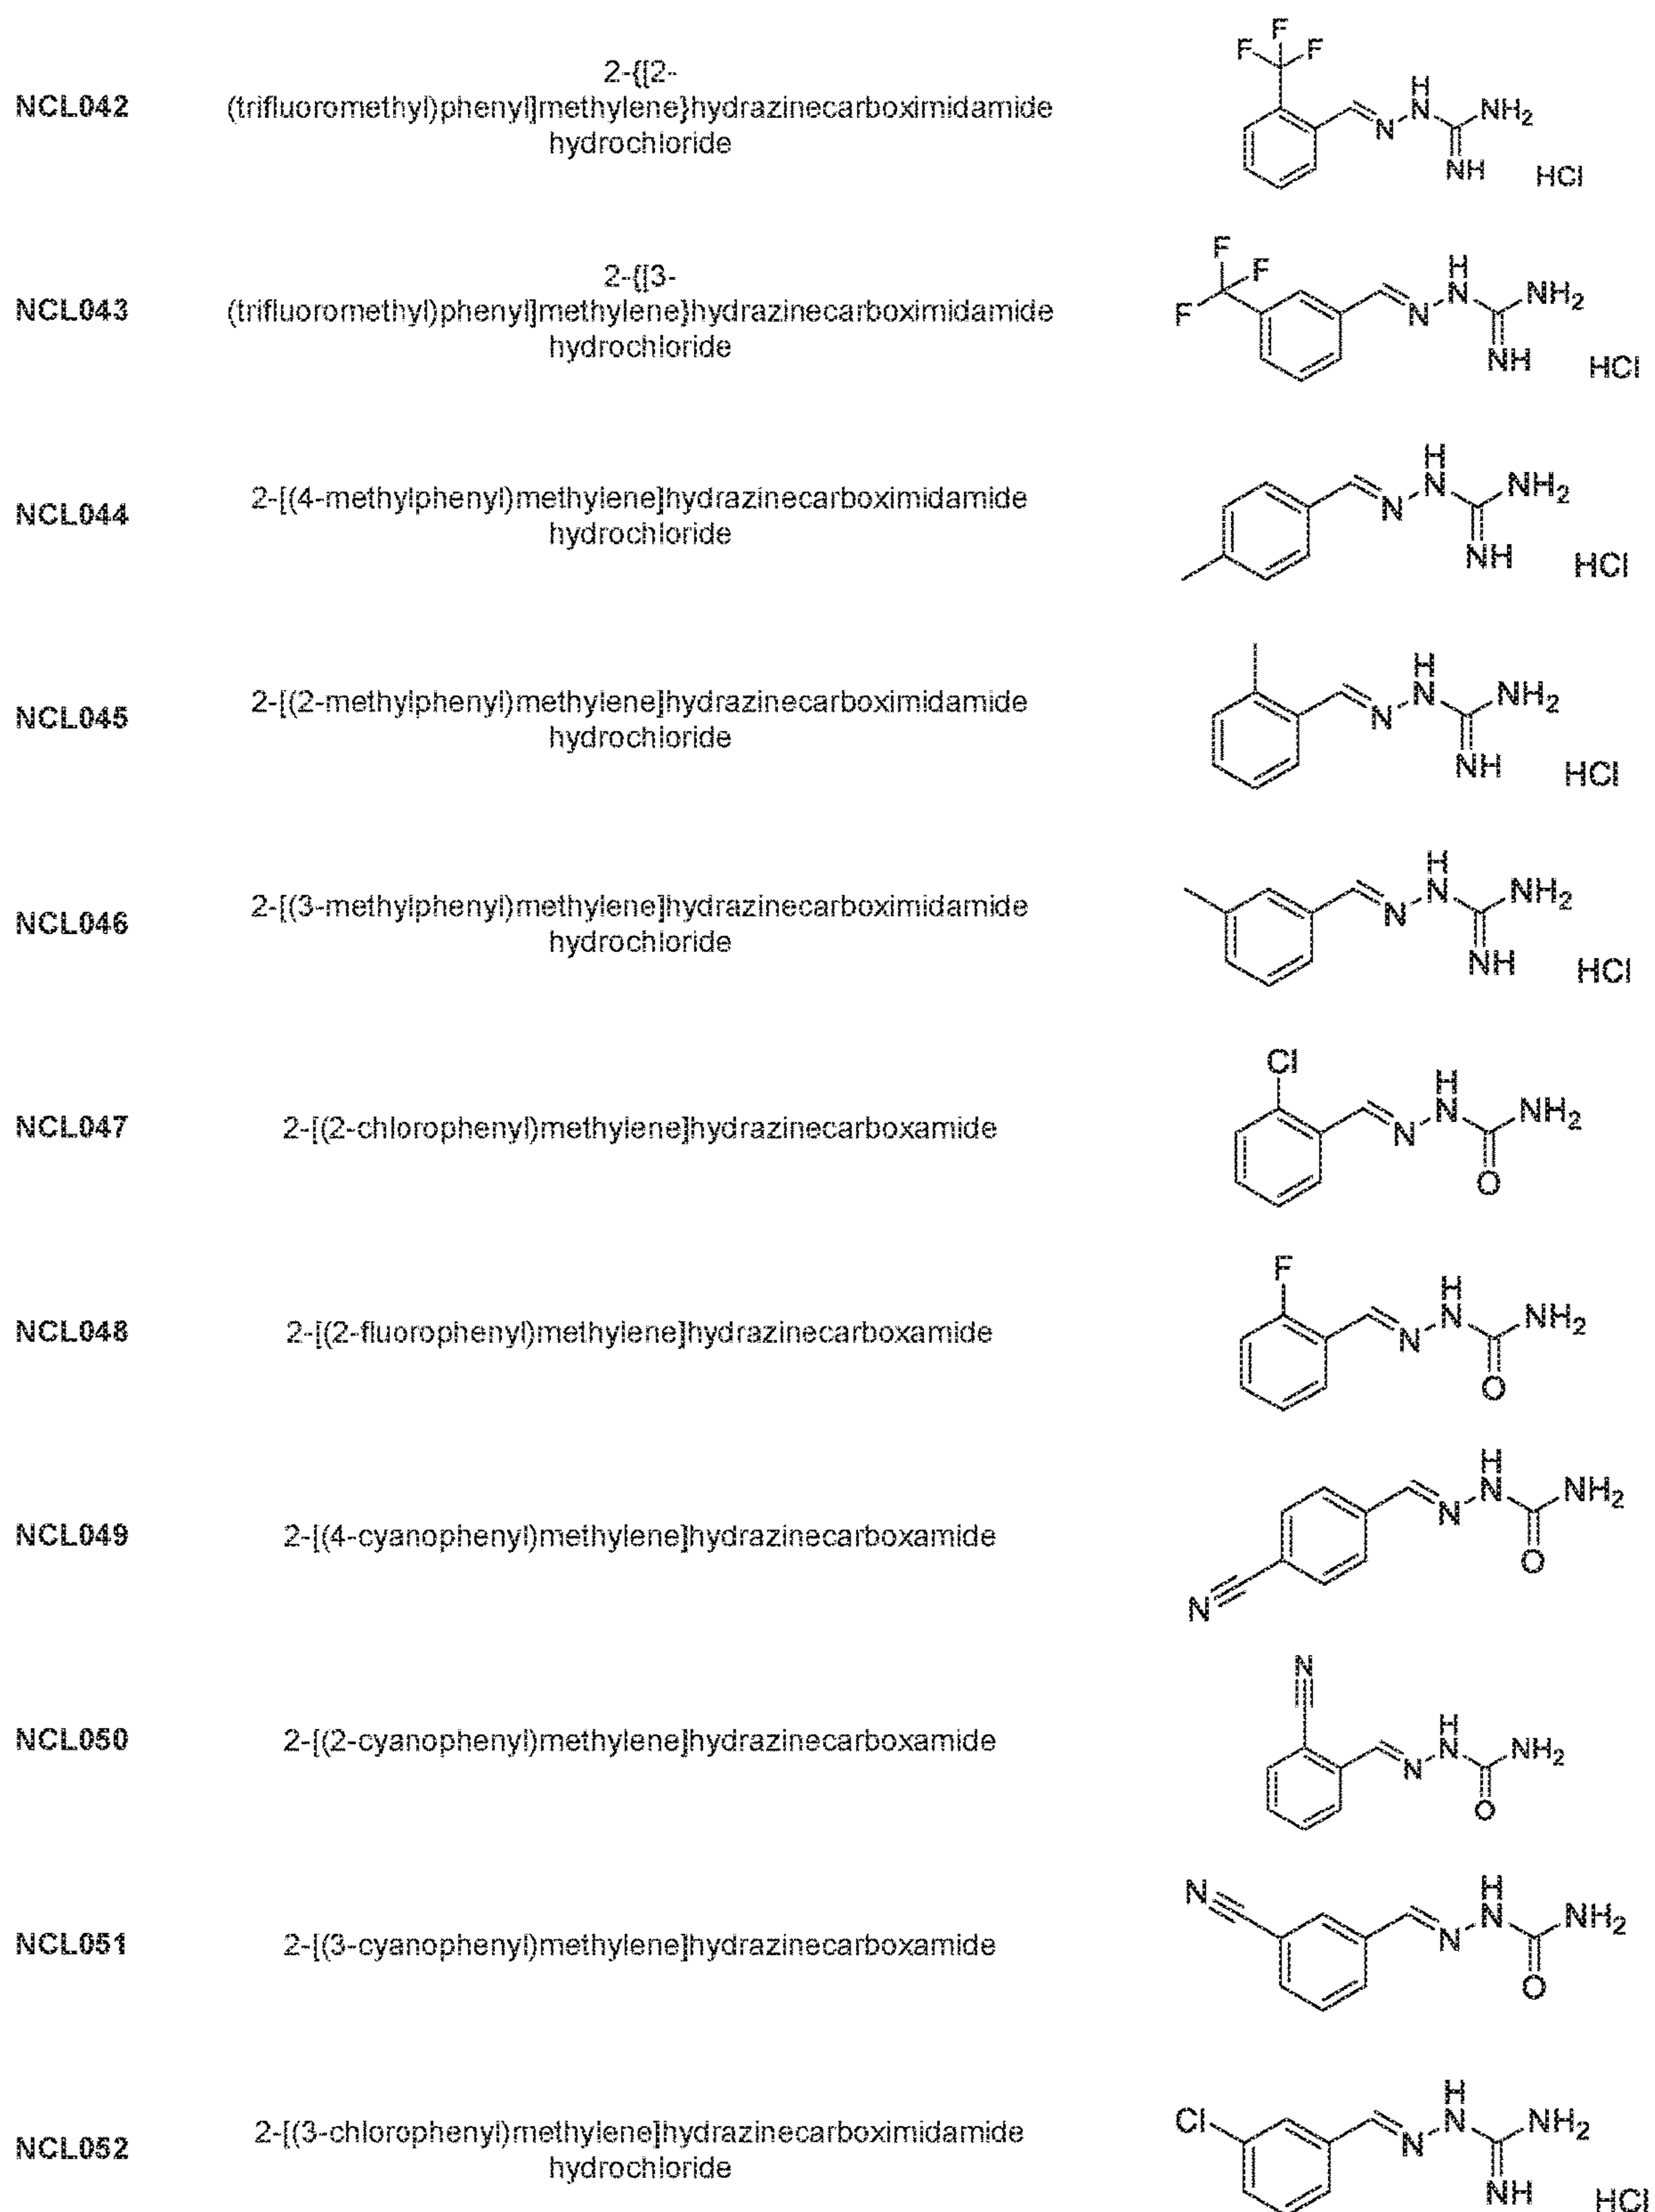 NCL042
2-{[2-
(trifluoromethyl)phenyl]methylene}hydrazinecarboximidamide
hydrochloride
F
F F
H
N NH2
N
NH
HCl
NCL043
2-{[3-
(trifluoromethyl)phenyl]methylene}hydrazinecarboximidamide
hydrochloride
F
F
F
H
N NH2
N
NH
HCl
NCL044
2-[(4-methylphenyl)methylene]hydrazinecarboximidamide
hydrochloride
H
N NH2
N
NH
HCl
NCL045
2-[(2-methylphenyl)methylene]hydrazinecarboximidamide
hydrochloride
H
N NH2
N
NH
HCl
NCL046
2-[(3-methylphenyl)methylene]hydrazinecarboximidamide
hydrochloride
H
N NH2
N
NH
HCl
NCL047
2-[(2-chlorophenyl)methylene]hydrazinecarboxamide
Cl
H
N NH2
N
O
NCL048
2-[(2-fluorophenyl)methylene]hydrazinecarboxamide
F
H
N NH2
N
O
NCL049
2-[(4-cyanophenyl)methylene]hydrazinecarboxamide
H
N NH2
N
O
N
NCL050
2-[(2-cyanophenyl)methylene]hydrazinecarboxamide
N
H
N NH2
N
O
NCL051
2-[(3-cyanophenyl)methylene]hydrazinecarboxamide
N
H
N NH2
N
O
NCL052
2-[(3-chlorophenyl)methylene]hydrazinecarboximidamide
hydrochloride
Cl
H
N NH2
N
NH
HCl